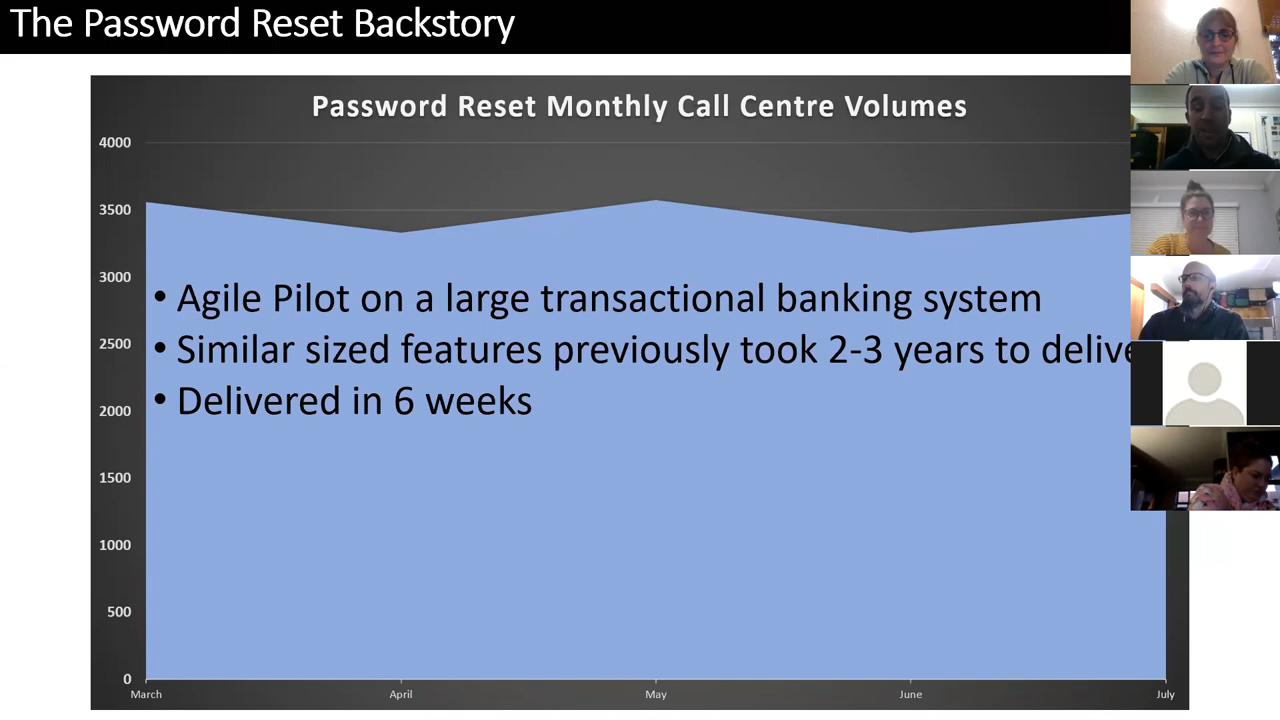 The Password Reset Backstory
Password Reset Monthly Call Centre Volumes
4000
3500
3000
2500
2000
1500
1000
500
0
• Agile Pilot on a large transactional banking system
• Similar sized features previously took 2-3 years to delive
• Delivered in 6 weeks
March April May June July